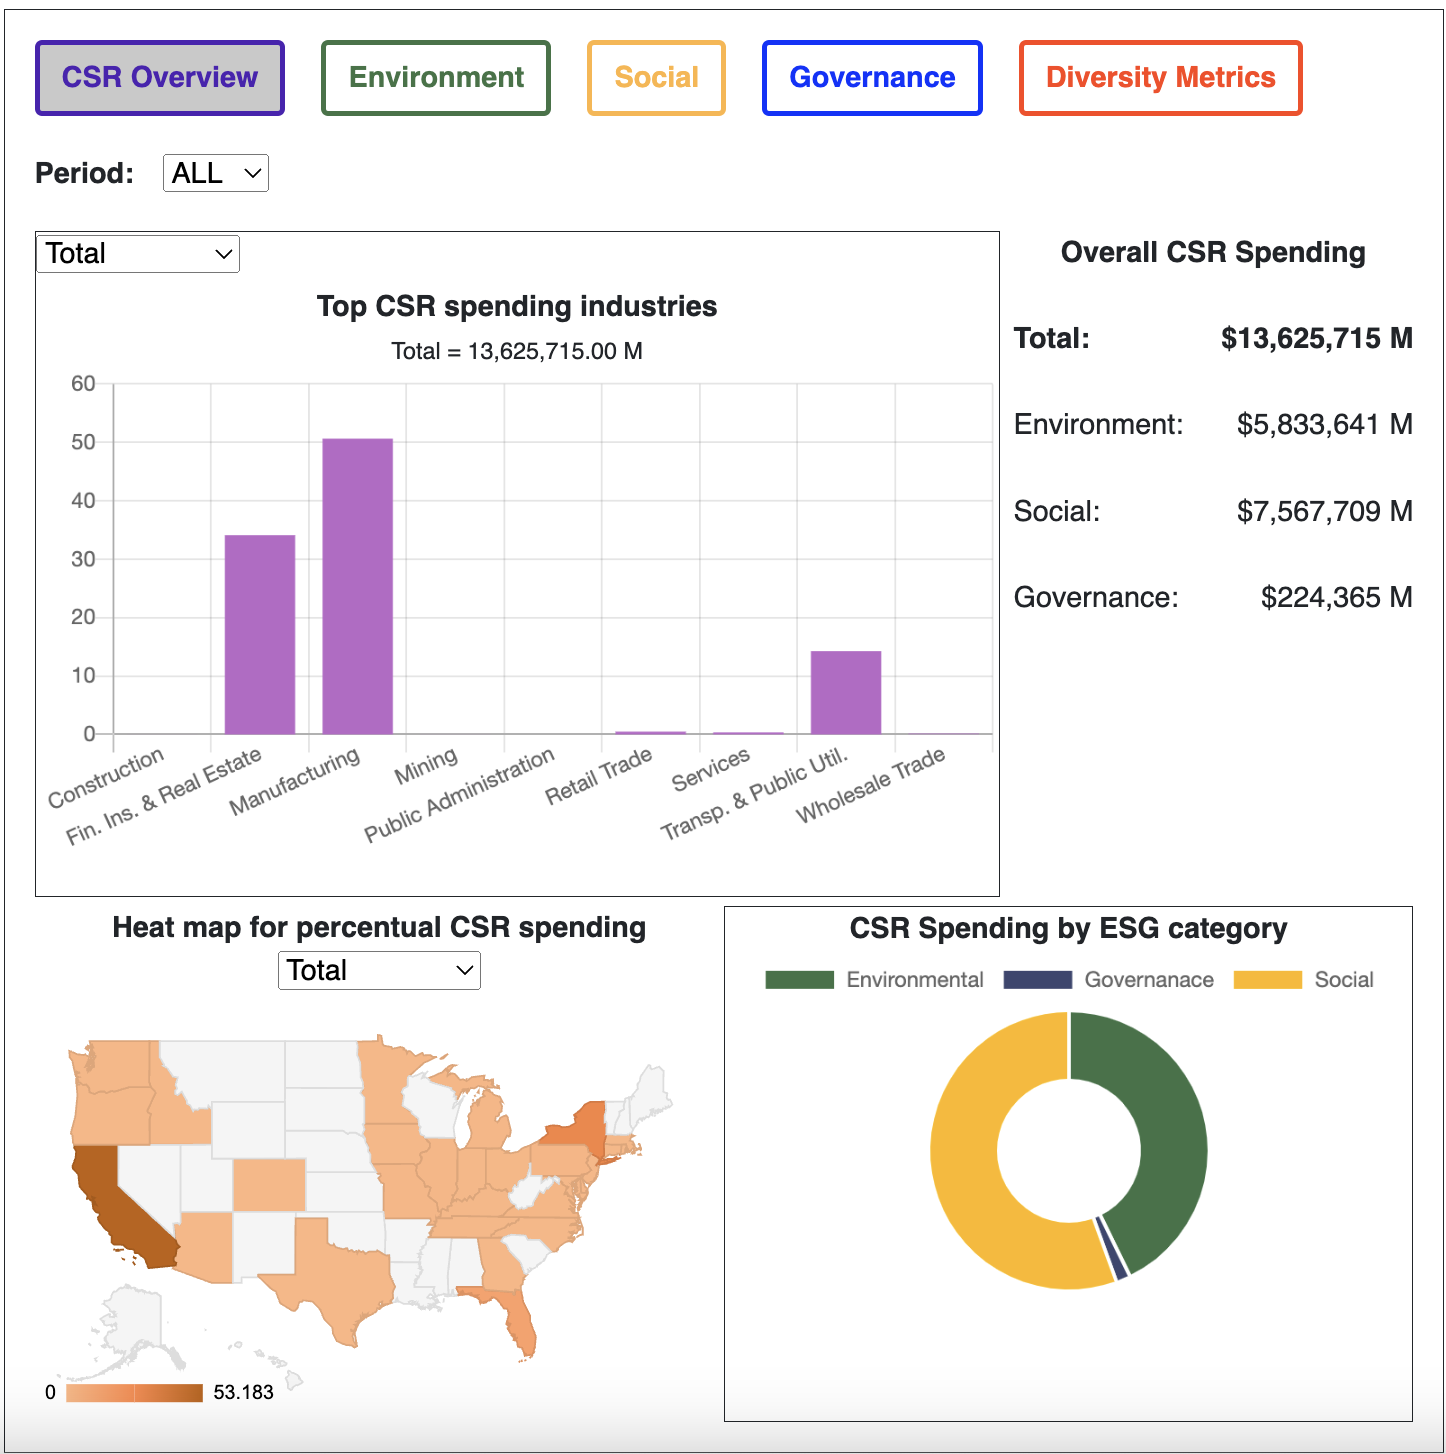 CSR Overview Environment Social Governance Diversity Metrics
Period: ALL
Total
Top CSR spending industries
Total = 13,625,715.00 M
60
50
40
30
20
10
0
Construction
Fin. Ins. & Real Estate
Manufacturing
Mining
Public Administration
Retail Trade
Services
Transp. & Public Util.
Wholesale Trade
Overall CSR Spending
Total: $13,625,715 M
Environment: $5,833,641 M
Social: $7,567,709 M
Governance: $224,365 M
Heat map for percentual CSR spending
Total
0 53.183
CSR Spending by ESG category
Environmental Governanace Social